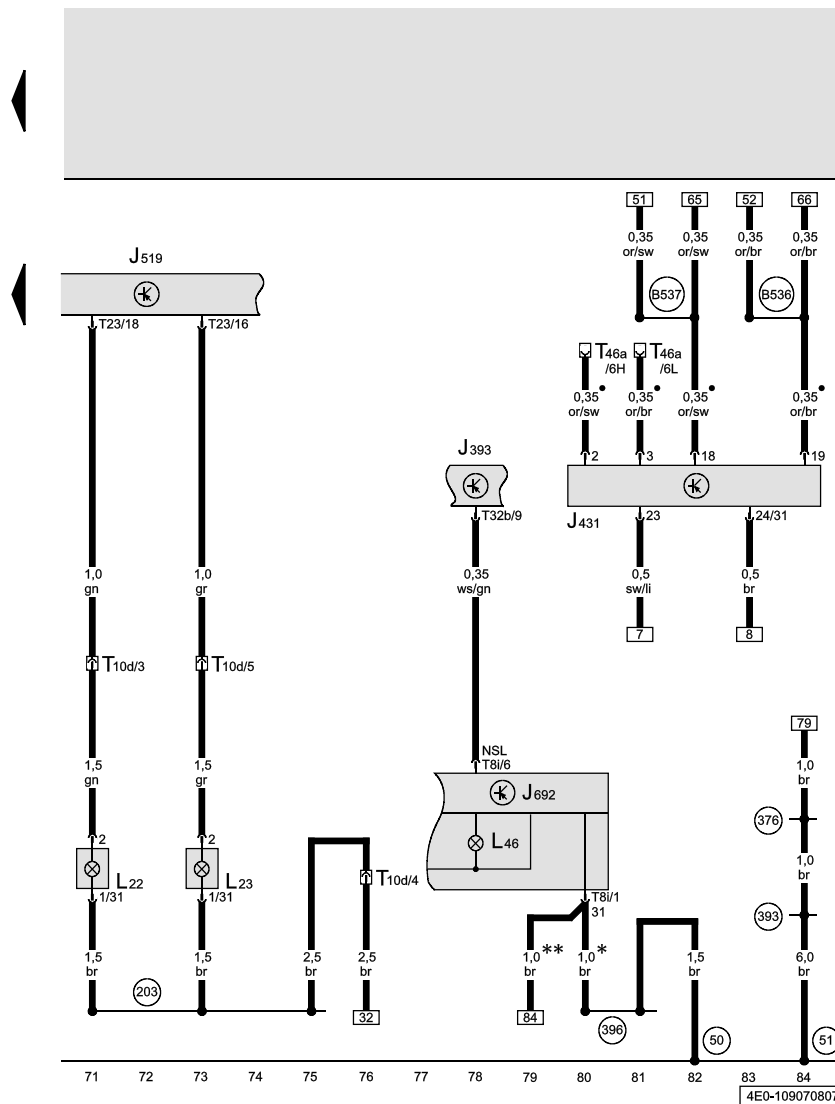 51 65 52 66
0,35 0,35 0,35 0,35
or/sw or/sw or/br or/br
J519
B537 B536
T23/18 T23/16
T46a T46a
/6H /6L
0,35 0,35 0,35 0,35
or/sw or/br or/sw or/br
J393
2 3 18 19
T32b/9
J431 23 24/31
1,0 1,0 0,35 0,5 0,5
gn gr ws/gn sw/li br
7 8
T10d/3 T10d/5
79
NSL
T8i/6
1,5 1,5 1,0
gn gr br
J692
376
2 2 L46
1,0
br
L22 L23 T10d/4
1/31 1/31 T8i/1
31
393
1,5 1,5 2,5 2,5 1,0** 1,0* 1,5 6,0
br br br br br br br br
203
32 84
396
50 51
71 72 73 74 75 76 77 78 79 80 81 82 83 84
4E0-109070807